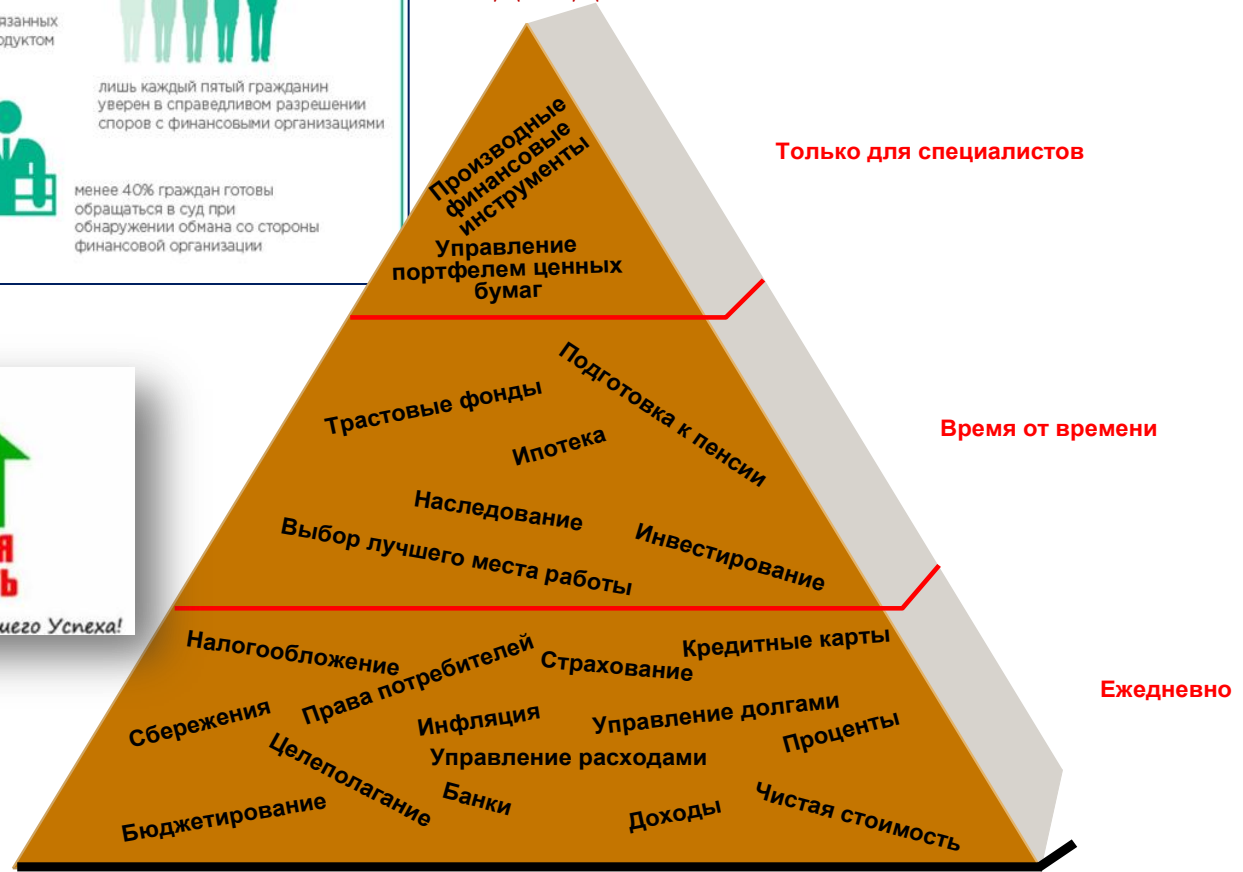 одуктом
лишь каждый пятый гражданин
уверен в справедливом разрешении
споров с финансовыми организациями
менее 40% граждан готовы
обращаться в суд при
обнаружении обмана со стороны
финансовой организации
Успеха!
Производные
финансовые
инструменты
Управление
портфелем ценных
бумаг
Только для специалистов
Трастовые фонды
Подготовка к пенсии
Ипотека
Наследование
Выбор лучшего места работы
Инвестирование
Время от времени
Налогообложение
Права потребителей
Страхование
Кредитные карты
Сбережения
Инфляция
Управление долгами
Проценты
Целеполагание
Управление расходами
Бюджетирование
Банки
Доходы
Чистая стоимость
Ежедневно